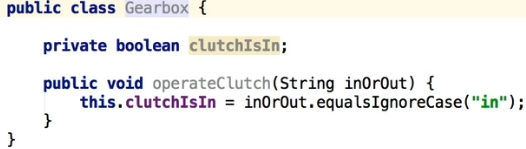 public class Gearbox {
private boolean clutchIsIn;
public void operateClutch(String inOrOut) {
this.clutchIsIn = inOrOut.equalsIgnoreCase("in");
}
}